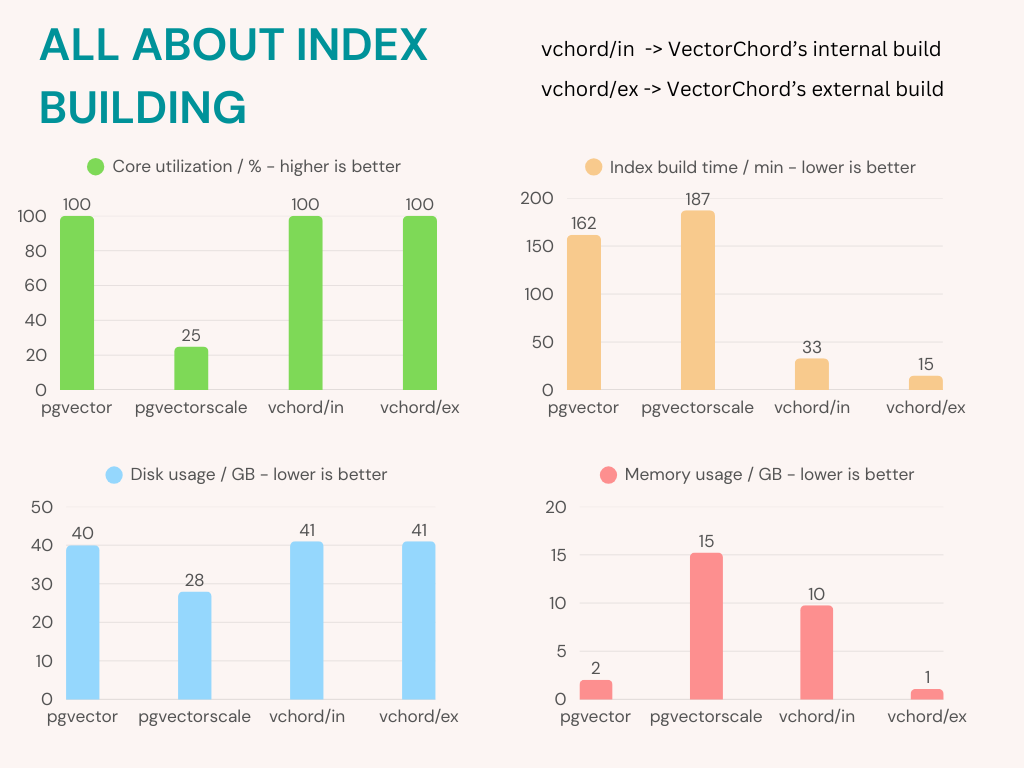 ALL ABOUT INDEX
BUILDING
vchord/in -> VectorChord's internal build
vchord/ex -> VectorChord's external build
Core utilization / % - higher is better
100
80
60
40
20
0
100
25
100
100
pgvector
pgvectorscale
vchord/in
vchord/ex
Index build time / min - lower is better
200
150
100
50
0
162
187
33
15
pgvector
pgvectorscale
vchord/in
vchord/ex
Disk usage / GB - lower is better
50
40
30
20
10
0
40
28
41
41
pgvector
pgvectorscale
vchord/in
vchord/ex
Memory usage / GB - lower is better
20
15
10
5
0
2
15
10
1
pgvector
pgvectorscale
vchord/in
vchord/ex